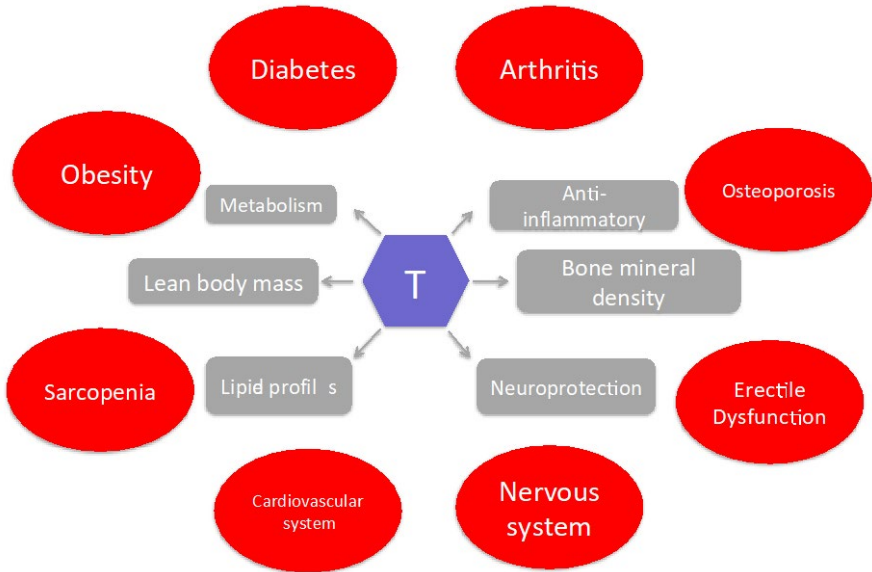 Diabetes
Arthritis
Obesity
Osteoporosis
Metabolism
Anti-
inflammatory
T
Lean body mass
Bone mineral
density
Sarcopenia
Lipid profil s
Neuroprotection
Erectile
Dysfunction
Cardiovascular
system
Nervous
system